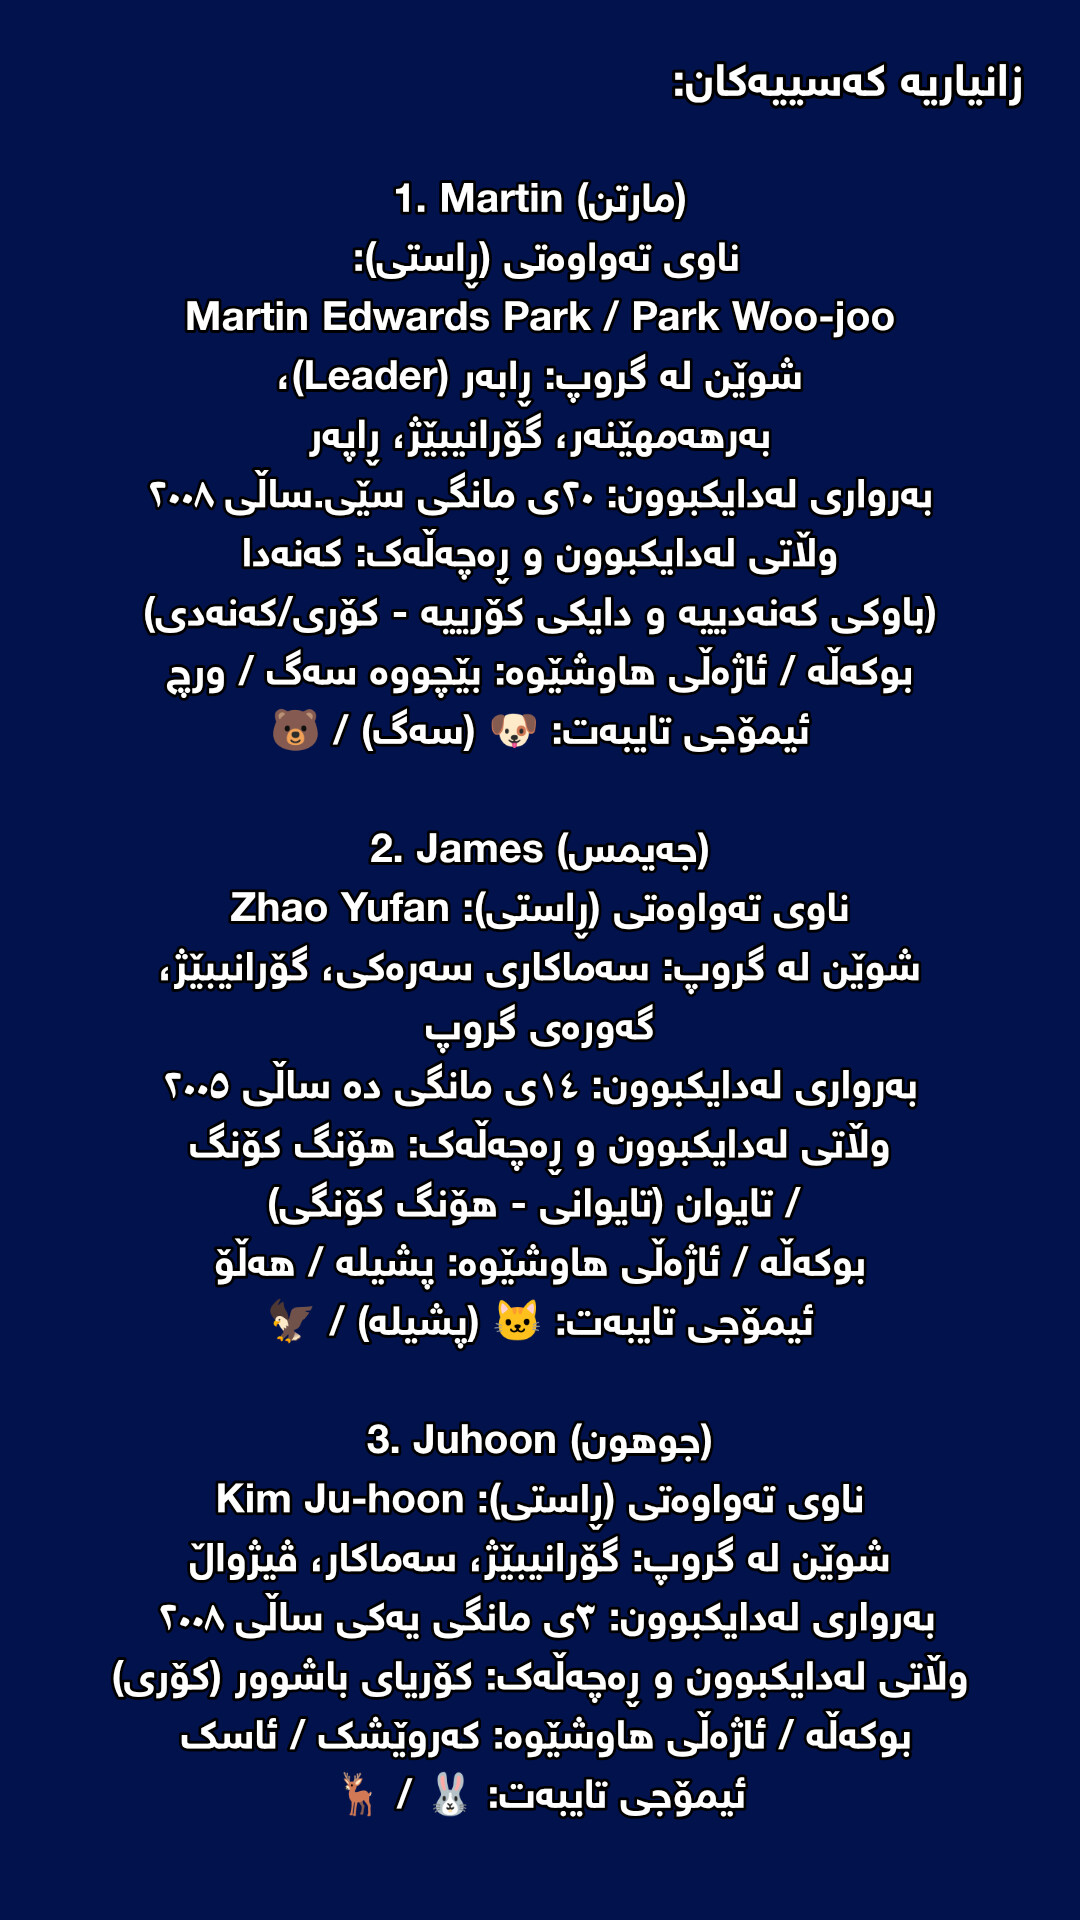 زانیاریە کەسییەکان:
1. Martin (مارتن)
ناوی تەواوەتی (ڕاستی):
Martin Edwards Park / Park Woo-joo
شوێن لە گروپ: ڕابەر (Leader)،
بەرهەمهێنەر، گۆرانیبێژ، ڕاپەر
بەرواری لەدایکبوون: ٢٠ی مانگی سێی.ساڵی ٢٠٠٨
وڵاتی لەدایکبوون و ڕەچەڵەک: کەنەدا
(باوکی کەنەدییە و دایکی کۆرییە - کۆری/کەنەدی)
بوکەڵە / ئاژەڵی هاوشێوە: بێچووە سەگ / ورچ
ئیمۆجی تایبەت: 🐶 (سەگ) / 🐻
2. James (جەیمس)
ناوی تەواوەتی (ڕاستی): Zhao Yufan
شوێن لە گروپ: سەماکاری سەرەکی، گۆرانیبێژ،
گەورەی گروپ
بەرواری لەدایکبوون: ١٤ی مانگی دە ساڵی ٢٠٠٥
وڵاتی لەدایکبوون و ڕەچەڵەک: هۆنگ کۆنگ
/ تایوان (تایوانی - هۆنگ کۆنگی)
بوکەڵە / ئاژەڵی هاوشێوە: پشیلە / هەڵۆ
ئیمۆجی تایبەت: 🐱 (پشیلە) / 🦅
3. Juhoon (جوهون)
ناوی تەواوەتی (ڕاستی): Kim Ju-hoon
شوێن لە گروپ: گۆرانیبێژ، سەماکار، ڤیژواڵ
بەرواری لەدایکبوون: ٣ی مانگی یەکی ساڵی ٢٠٠٨
وڵاتی لەدایکبوون و ڕەچەڵەک: کۆریای باشوور (کۆری)
بوکەڵە / ئاژەڵی هاوشێوە: کەروێشک / ئاسک
ئیمۆجی تایبەت: 🐰 / 🦌